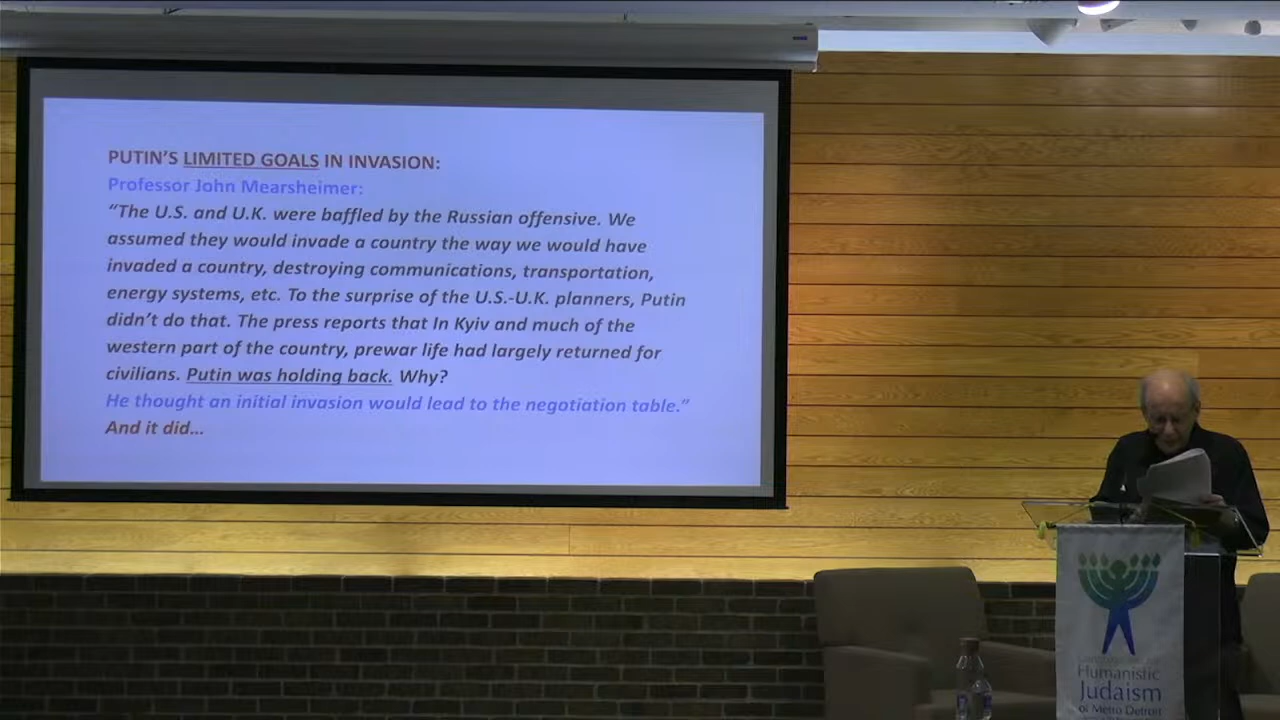 PUTIN'S LIMITED GOALS IN INVASION:
Professor John Mearsheimer:
"The U.S. and U.K. were baffled by the Russian offensive. We
assumed they would invade a country the way we would have
invaded a country, destroying communications, transportation,
energy systems, etc. To the surprise of the U.S.-U.K. planners, Putin
didn't do that. The press reports that In Kyiv and much of the
western part of the country, prewar life had largely returned for
civilians. Putin was holding back. Why?
He thought an initial invasion would lead to the negotiation table."
And it did...
Humanistic
Judaism
of Metro Detroit